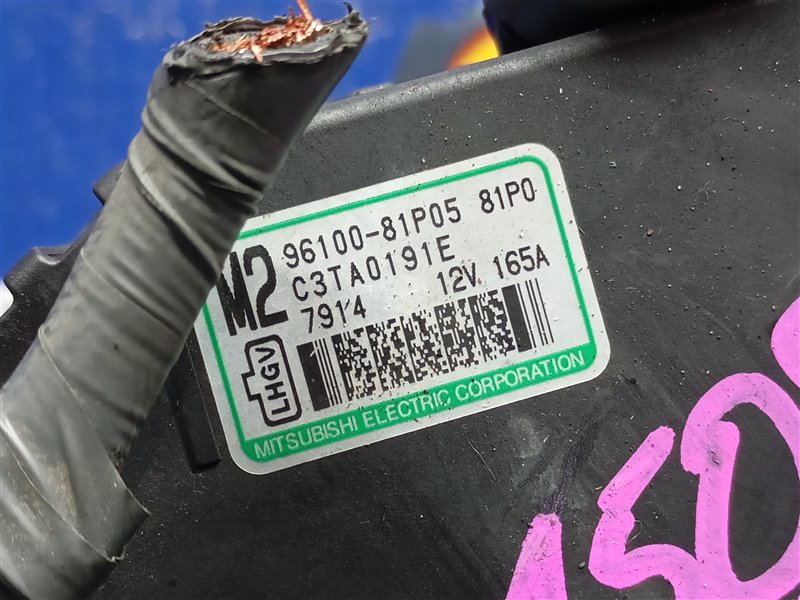 M2
96100-81P05 81P0
C3TA0191E
7914 12V 165A
LHGV
MITSUBISHI ELECTRIC CORPORATION